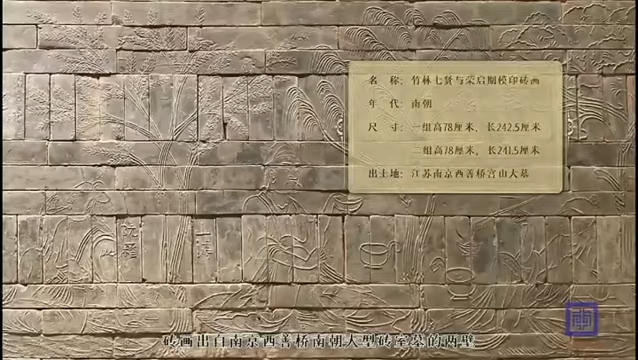 名 称：竹林七贤与荣启期模印砖画
年 代：南朝
尺 寸：一组高78厘米，长242.5厘米
二组高78厘米，长241.5厘米
出土地：江苏南京西善桥宫山大墓
阮籍
砖画出自南京西善桥南朝大型砖室墓的两壁